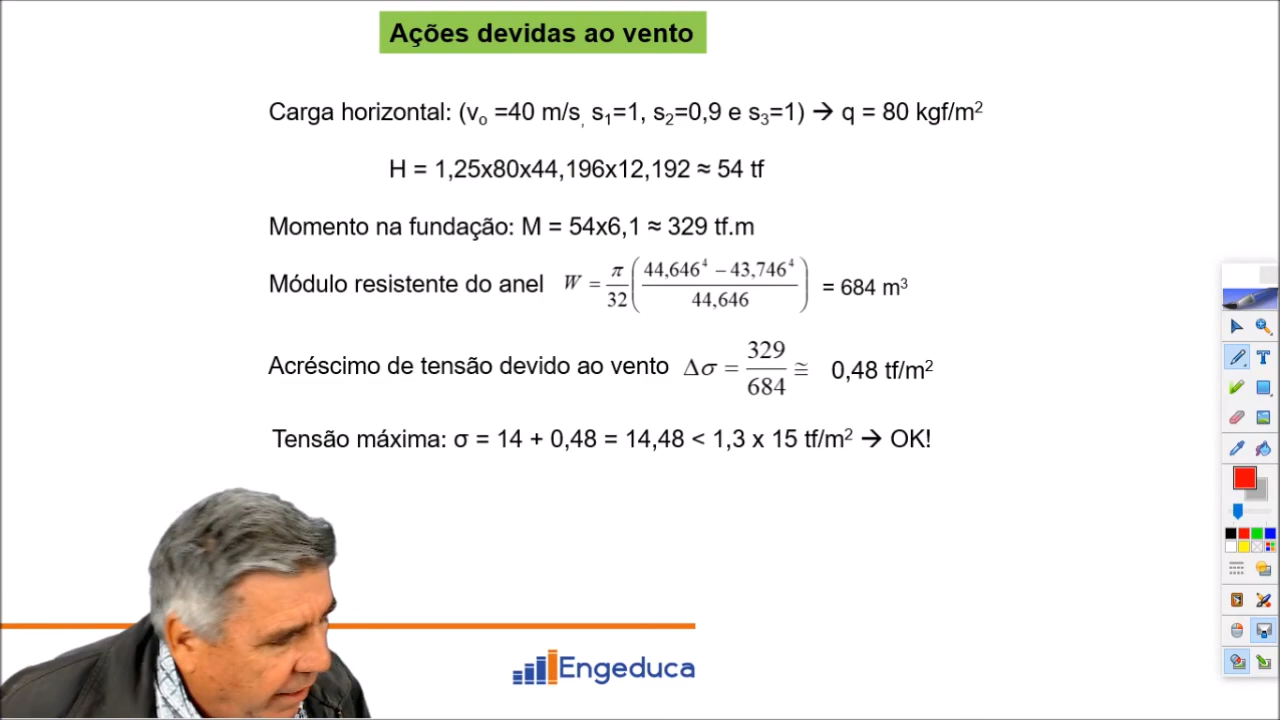 Ações devidas ao vento
Carga horizontal: (v₀ =40 m/s, s₁=1, s₂=0,9 e s₃=1) → q = 80 kgf/m²
H = 1,25x80x44,196x12,192 ≈ 54 tf
Momento na fundação: M = 54x6,1 ≈ 329 tf.m
Módulo resistente do anel W = π/32 ( (44,646⁴ − 43,746⁴) / 44,646 ) = 684 m³
Acréscimo de tensão devido ao vento Δσ = 329/684 ≅ 0,48 tf/m²
Tensão máxima: σ = 14 + 0,48 = 14,48 < 1,3 x 15 tf/m² → OK!
Engeduca